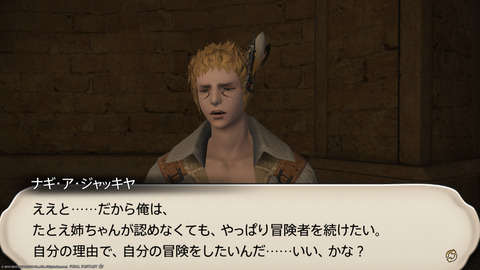 ナギ・ア・ジャッキヤ
ええと……だから俺は、
たとえ姉ちゃんが認めなくても、やっぱり冒険者を続けたい。
自分の理由で、自分の冒険をしたいんだ……いい、かな？
FINAL FANTASY XIV